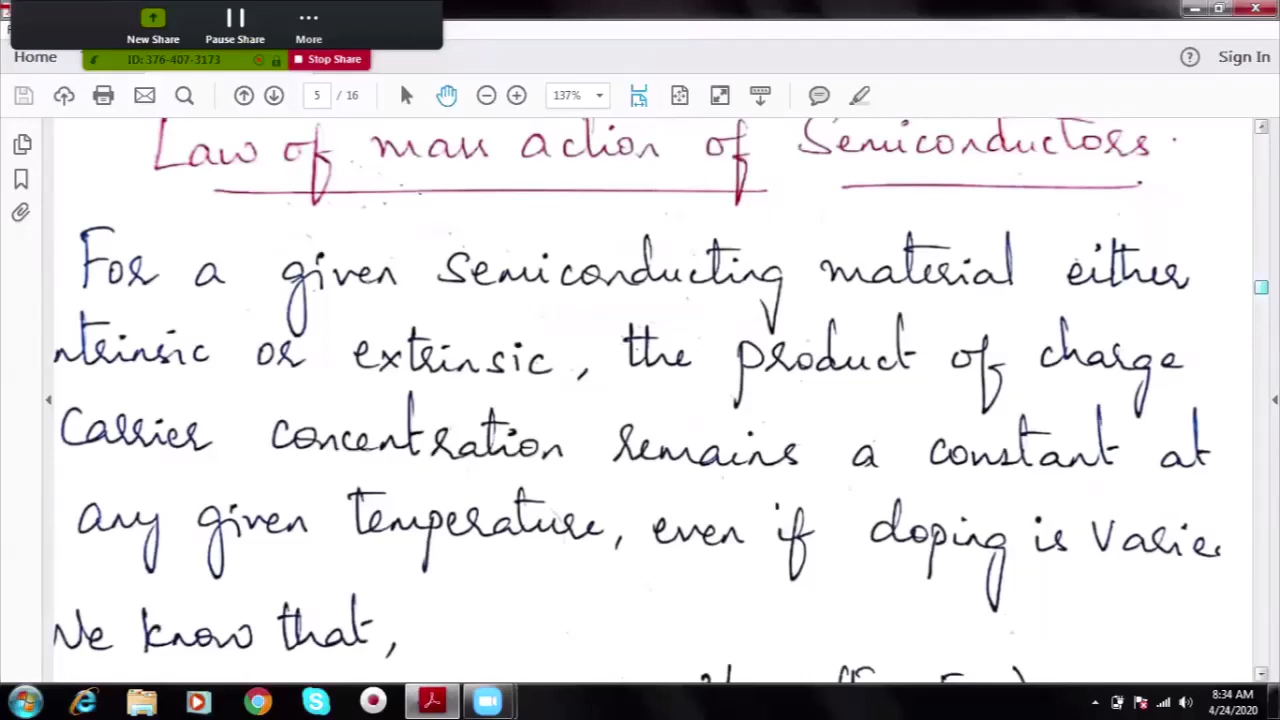 New Share
Pause Share
More
Home
ID: 376-407-3173
Stop Share
Sign In
5 / 16
137%
Law of mass action of Semiconductors.
For a given semiconducting material either
ntrinsic or extrinsic, the product of charge
Carrier concentration remains a constant at
any given temperature, even if doping is varie
We know that,
8:34 AM
4/24/2020